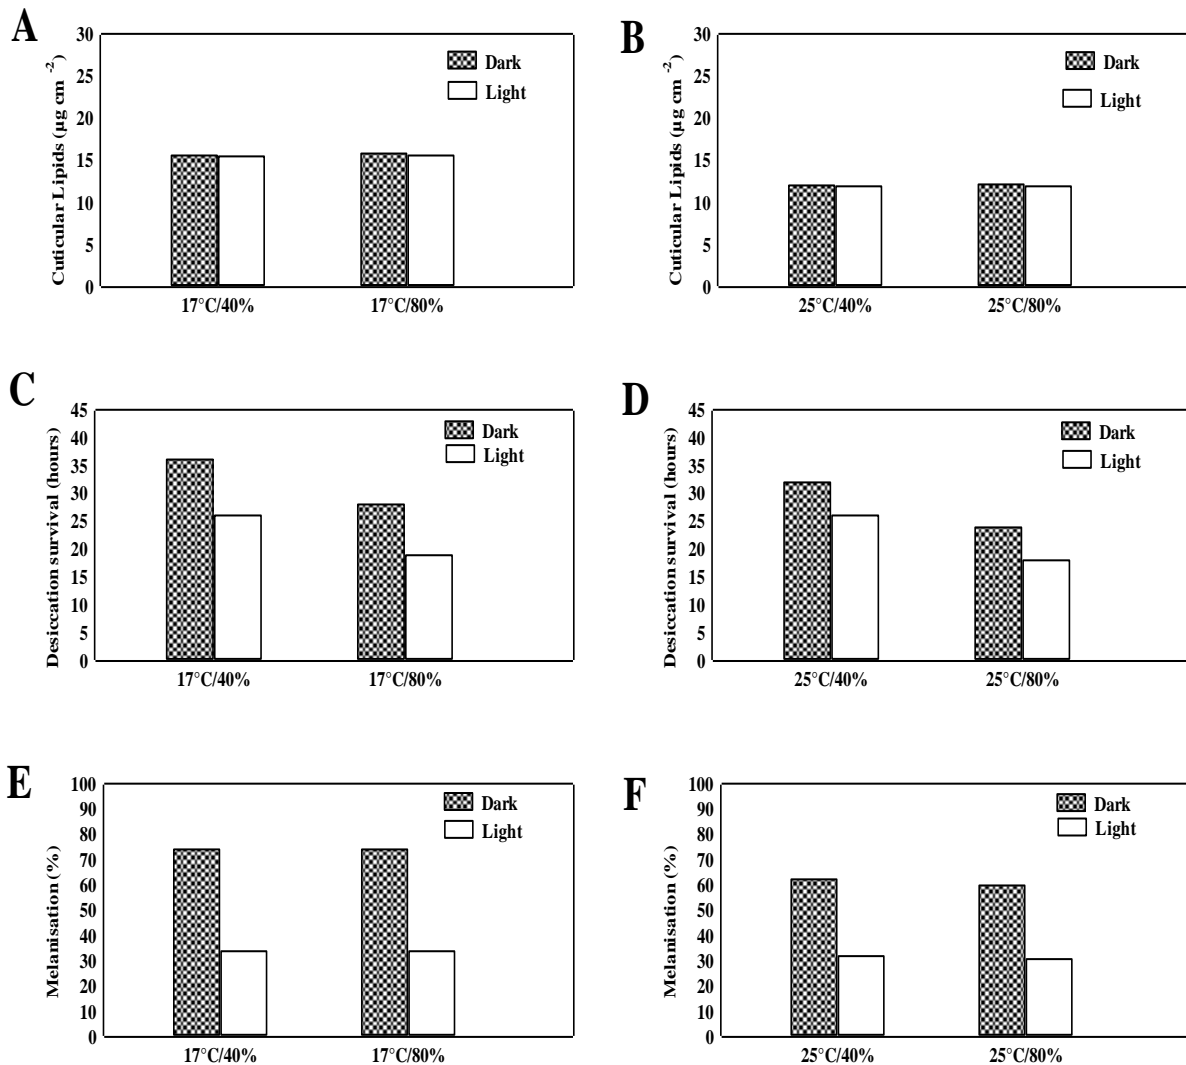 A
Cuticular Lipids (µg cm -2)
30
25
20
15
10
5
0
Dark
Light
17°C/40%
17°C/80%
B
Cuticular Lipids (µg cm -2)
30
25
20
15
10
5
0
Dark
Light
25°C/40%
25°C/80%
C
Desiccation survival (hours)
45
40
35
30
25
20
15
10
5
0
Dark
Light
17°C/40%
17°C/80%
D
Desiccation survival (hours)
45
40
35
30
25
20
15
10
5
0
Dark
Light
25°C/40%
25°C/80%
E
Melanisation (%)
100
90
80
70
60
50
40
30
20
10
0
Dark
Light
17°C/40%
17°C/80%
F
Melanisation (%)
100
90
80
70
60
50
40
30
20
10
0
Dark
Light
25°C/40%
25°C/80%